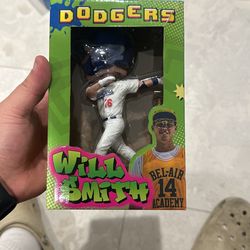 DODGERS
16
WILL
SMITH
BEL-AIR
14
ACADEMY